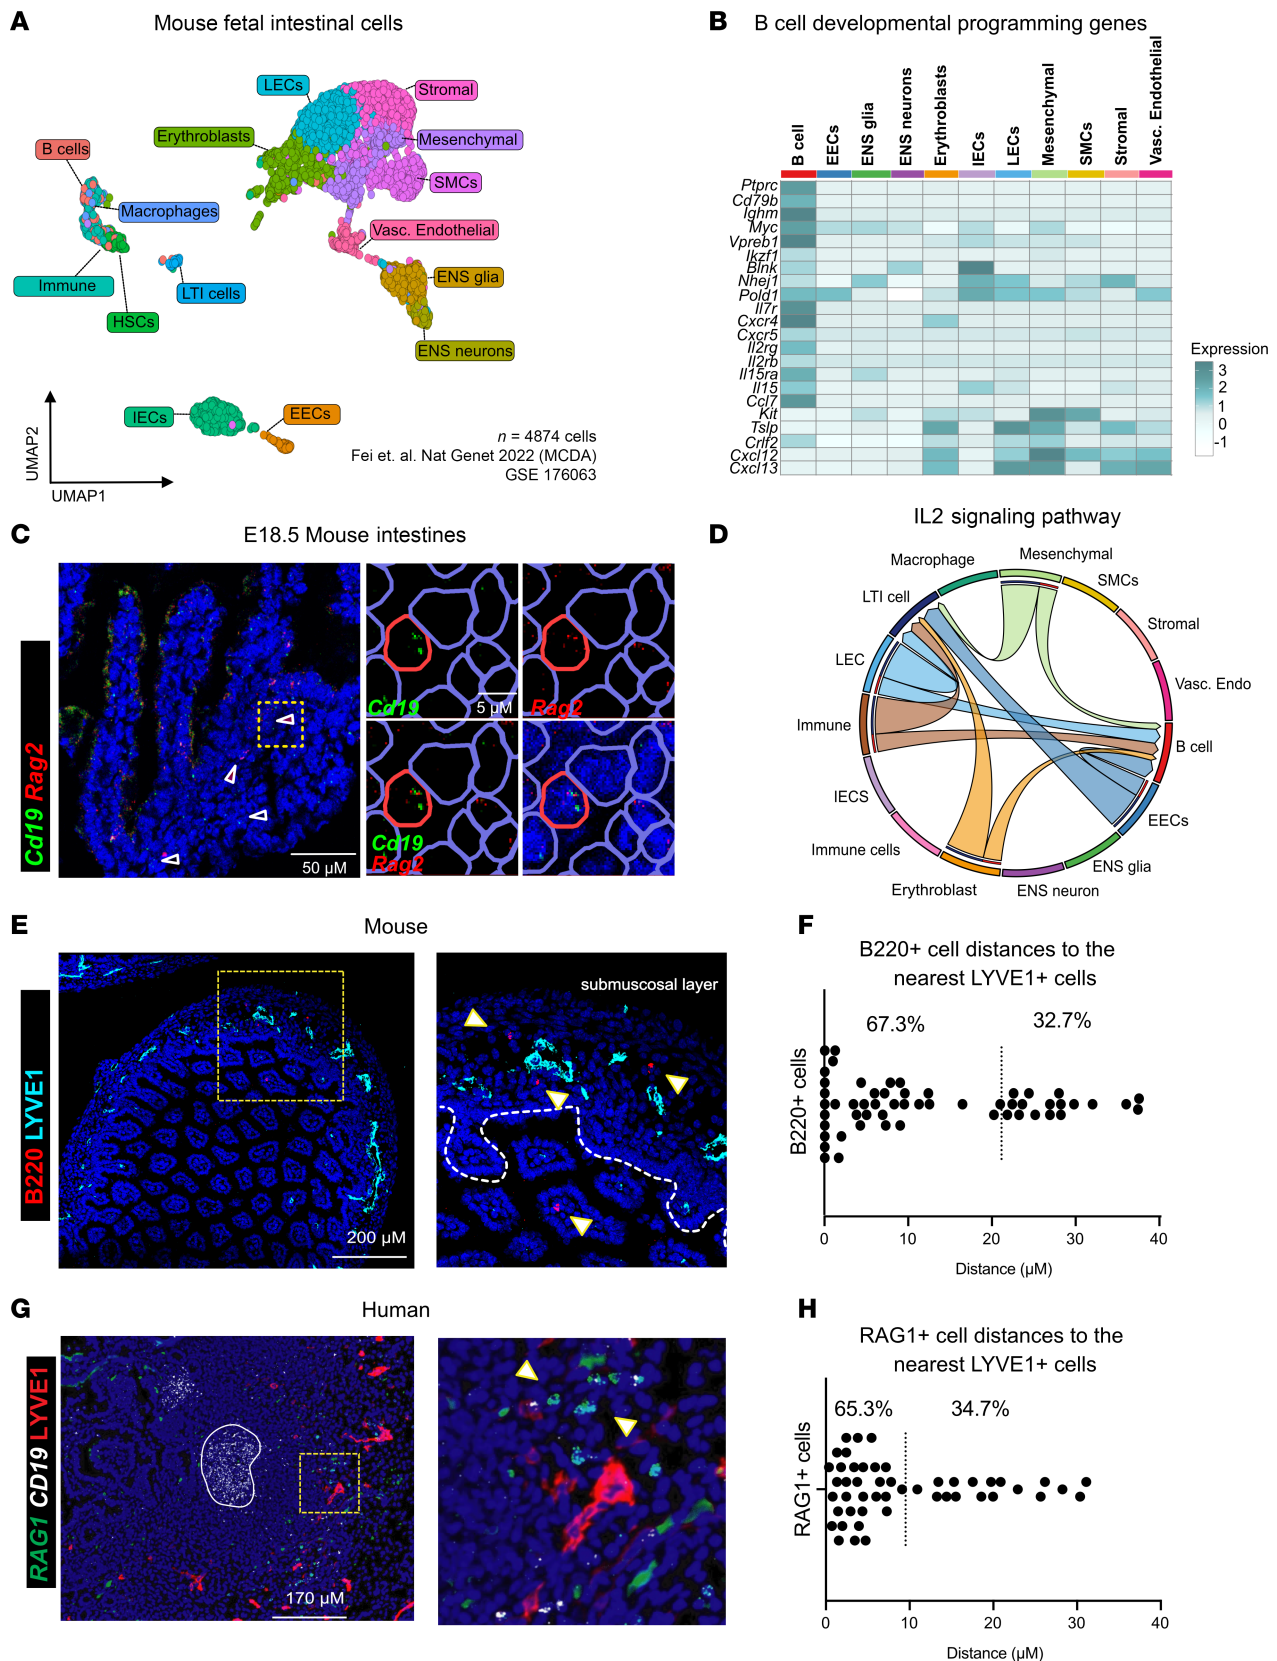 A
Mouse fetal intestinal cells
LECs
Stromal
Erythroblasts
Mesenchymal
B cells
SMCs
Macrophages
Vasc. Endothelial
ENS glia
Immune
LTI cells
HSCs
ENS neurons
IECs
EECs
n = 4874 cells
Fei et. al. Nat Genet 2022 (MCDA)
GSE 176063
UMAP2
UMAP1
B
B cell developmental programming genes
B cell
EECs
ENS glia
ENS neurons
Erythroblasts
IECs
LECs
Mesenchymal
SMCs
Stromal
Vasc. Endothelial
Ptprc
Cd79b
Ighm
Myc
Vpreb1
Ikzf1
Blnk
Nhej1
Pold1
Il7r
Cxcr4
Cxcr5
Il2rg
Il2rb
Il15ra
Il15
Ccl7
Kit
Tslp
Crlf2
Cxcl12
Cxcl13
Expression
3
2
1
0
-1
C
E18.5 Mouse intestines
Cd19 Rag2
50 µM
Cd19
5 µM
Rag2
Cd19
Rag2
D
IL2 signaling pathway
Macrophage
Mesenchymal
SMCs
LTI cell
Stromal
LEC
Vasc. Endo
Immune
B cell
IECS
EECs
Immune cells
ENS glia
Erythroblast
ENS neuron
E
Mouse
B220 LYVE1
200 µM
submuscosal layer
F
B220+ cell distances to the
nearest LYVE1+ cells
67.3%
32.7%
B220+ cells
0
10
20
30
40
Distance (µM)
G
Human
RAG1 CD19 LYVE1
170 µM
H
RAG1+ cell distances to the
nearest LYVE1+ cells
65.3%
34.7%
RAG1+ cells
0
10
20
30
40
Distance (µM)